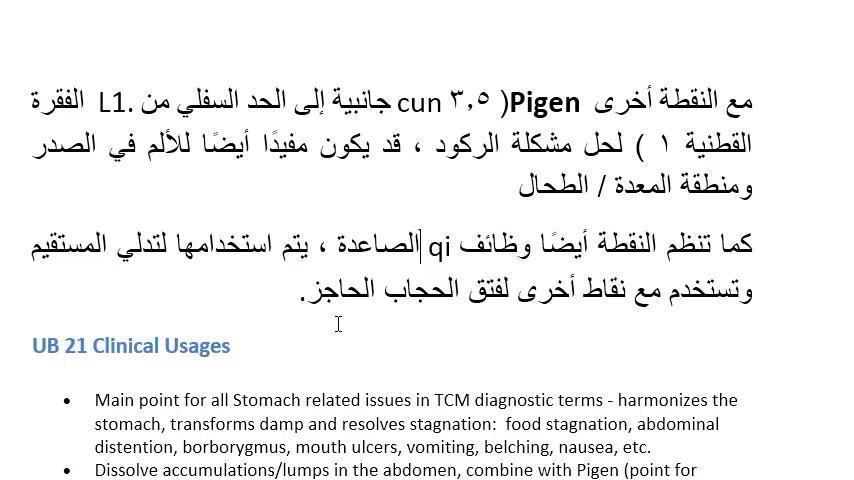 مع النقطة أخرى Pigen( ٣,٥ cun جانبية إلى الحد السفلي من .L1 الفقرة
القطنية ١ ) لحل مشكلة الركود ، قد يكون مفيدًا أيضًا للألم في الصدر
ومنطقة المعدة / الطحال
كما تنظم النقطة أيضًا وظائف qi الصاعدة ، يتم استخدامها لتدلي المستقيم
وتستخدم مع نقاط أخرى لفتق الحجاب الحاجز.
UB 21 Clinical Usages
• Main point for all Stomach related issues in TCM diagnostic terms - harmonizes the
stomach, transforms damp and resolves stagnation: food stagnation, abdominal
distention, borborygmus, mouth ulcers, vomiting, belching, nausea, etc.
• Dissolve accumulations/lumps in the abdomen, combine with Pigen (point for